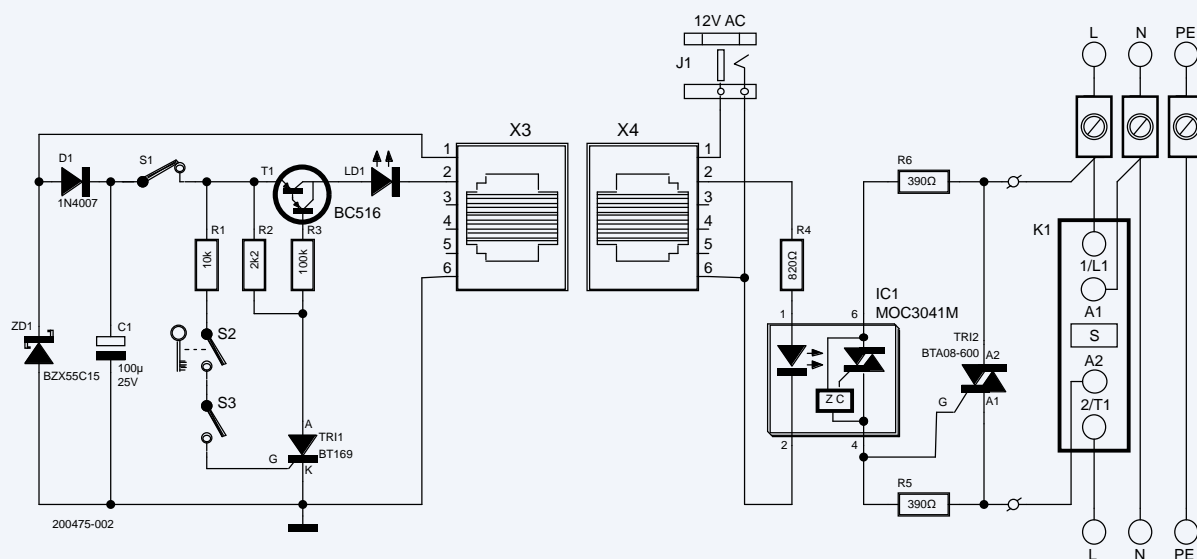 12V AC
J1
L
N
PE
X3
X4
D1
1N4007
S1
T1
BC516
LD1
1
2
3
4
5
6
1
2
3
4
5
6
R6
390Ω
R1
10k
R2
2k2
R3
100k
R4
820Ω
K1
1/L1
A1
S
A2
2/T1
ZD1
BZX55C15
C1
100µ
25V
S2
S3
IC1
MOC3041M
1
6
Z C
2
4
TRI2
BTA08-600
A2
G
A1
A
TRI1
BT169
G
K
R5
390Ω
200475-002
L
N
PE